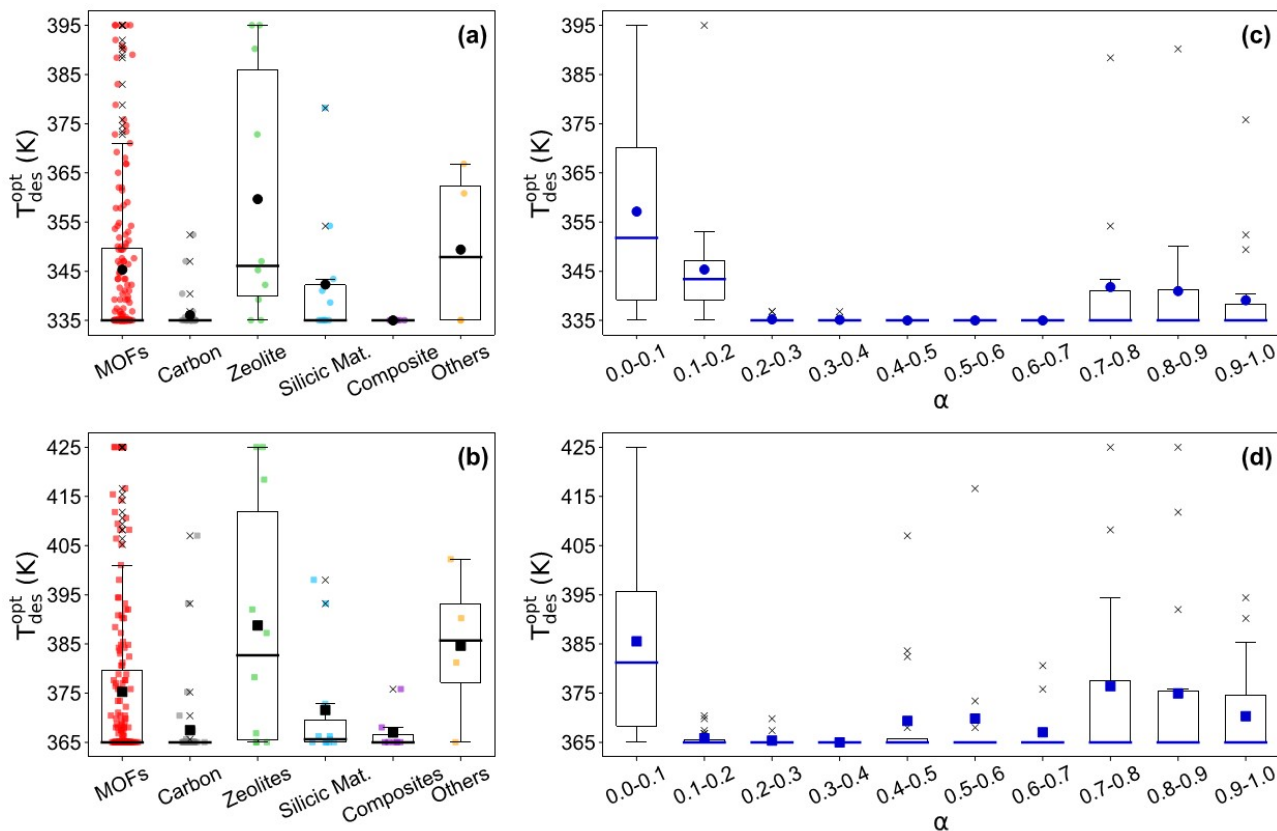 (a)
T^opt_des (K)
395
385
375
365
355
345
335
MOFs
Carbon
Zeolite
Silicic Mat.
Composite
Others
(c)
T^opt_des (K)
395
385
375
365
355
345
335
0.0-0.1
0.1-0.2
0.2-0.3
0.3-0.4
0.4-0.5
0.5-0.6
0.6-0.7
0.7-0.8
0.8-0.9
0.9-1.0
α
(b)
T^opt_des (K)
425
415
405
395
385
375
365
MOFs
Carbon
Zeolites
Silicic Mat.
Composites
Others
(d)
T^opt_des (K)
425
415
405
395
385
375
365
0.0-0.1
0.1-0.2
0.2-0.3
0.3-0.4
0.4-0.5
0.5-0.6
0.6-0.7
0.7-0.8
0.8-0.9
0.9-1.0
α